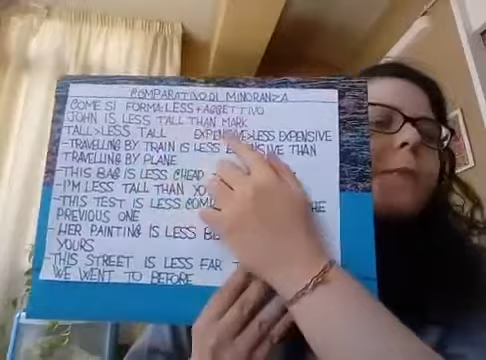 COMPARATIVO DI MINORANZA
COME SI FORMA: LESS + AGGETTIVO
JOHN IS LESS TALL THAN MARK
TALL>LESS TALL EXPENSIVE>LESS EXPENSIVE
-TRAVELLING BY TRAIN IS LESS THAN
TRAVELLING BY PLANE
-THIS BAG IS LESS CHEAP
-I'M LESS TALL THAN
-THIS TEST IS LESS
PREVIOUS ONE
-HER PAINTING IS LESS
YOURS
-THIS STREET IS LESS FAR
WE WENT TO BEFORE